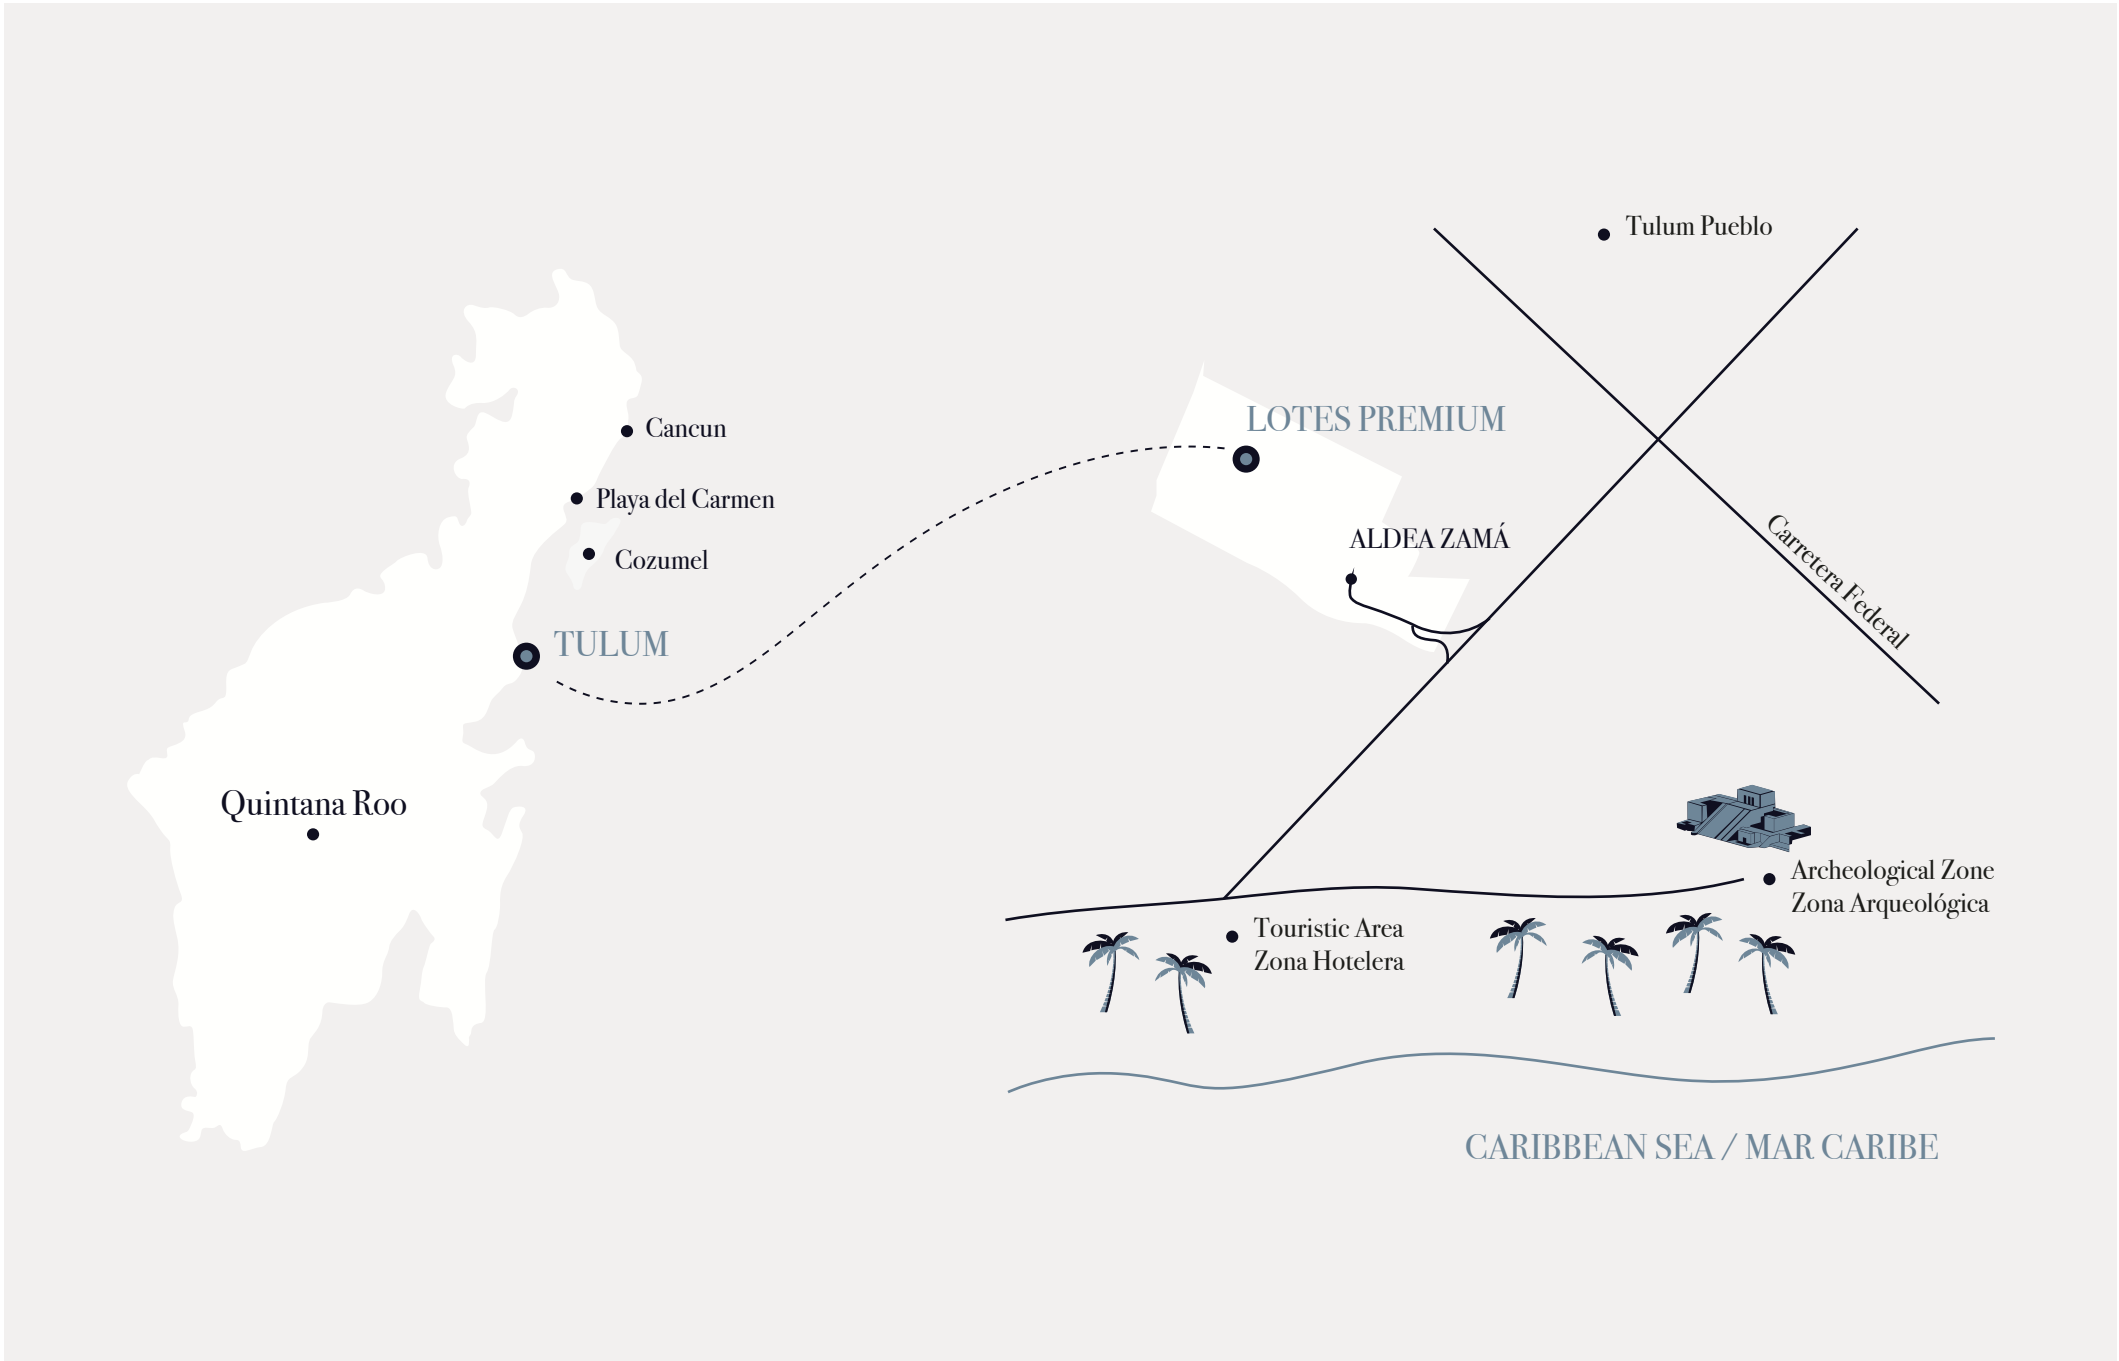 Tulum Pueblo
LOTES PREMIUM
Cancun
Playa del Carmen
ALDEA ZAMÁ
Cozumel
Carretera Federal
TULUM
Quintana Roo
Archeological Zone
Zona Arqueológica
Touristic Area
Zona Hotelera
CARIBBEAN SEA / MAR CARIBE